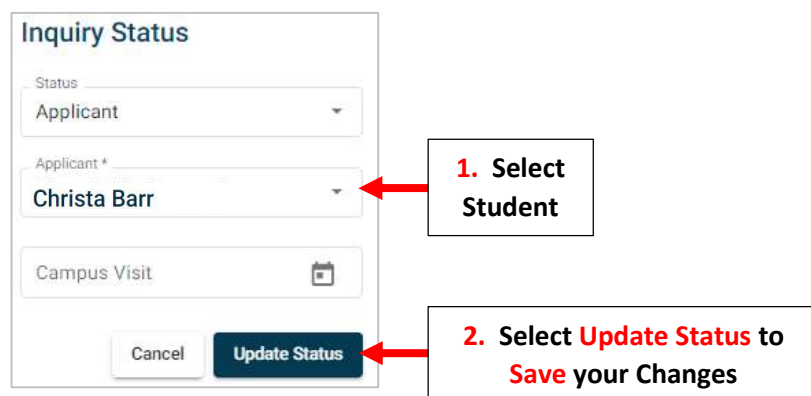 Inquiry Status
Status
Applicant
Applicant *
Christa Barr
1. Select
Student
Campus Visit
Cancel
Update Status
2. Select Update Status to
Save your Changes